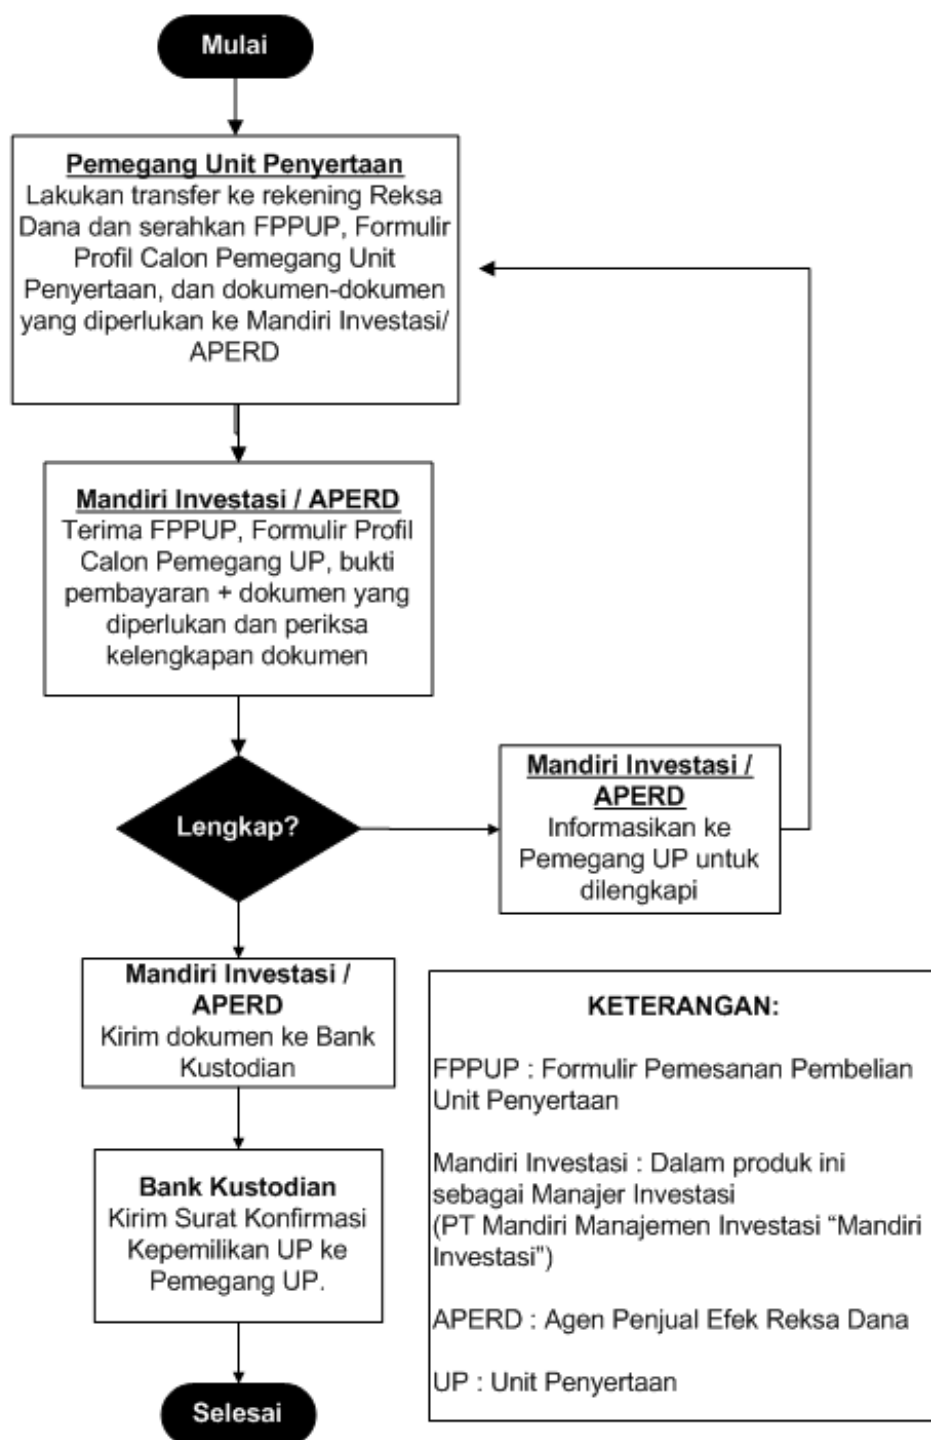 Mulai
Pemegang Unit Penyertaan
Lakukan transfer ke rekening Reksa
Dana dan serahkan FPPUP, Formulir
Profil Calon Pemegang Unit
Penyertaan, dan dokumen-dokumen
yang diperlukan ke Mandiri Investasi/
APERD
Mandiri Investasi / APERD
Terima FPPUP, Formulir Profil
Calon Pemegang UP, bukti
pembayaran + dokumen yang
diperlukan dan periksa
kelengkapan dokumen
Lengkap?
Mandiri Investasi /
APERD
Informasikan ke
Pemegang UP untuk
dilengkapi
Mandiri Investasi /
APERD
Kirim dokumen ke Bank
Kustodian
Bank Kustodian
Kirim Surat Konfirmasi
Kepemilikan UP ke
Pemegang UP.
Selesai
KETERANGAN:
FPPUP : Formulir Pemesanan Pembelian
Unit Penyertaan
Mandiri Investasi : Dalam produk ini
sebagai Manajer Investasi
(PT Mandiri Manajemen Investasi “Mandiri
Investasi”)
APERD : Agen Penjual Efek Reksa Dana
UP : Unit Penyertaan